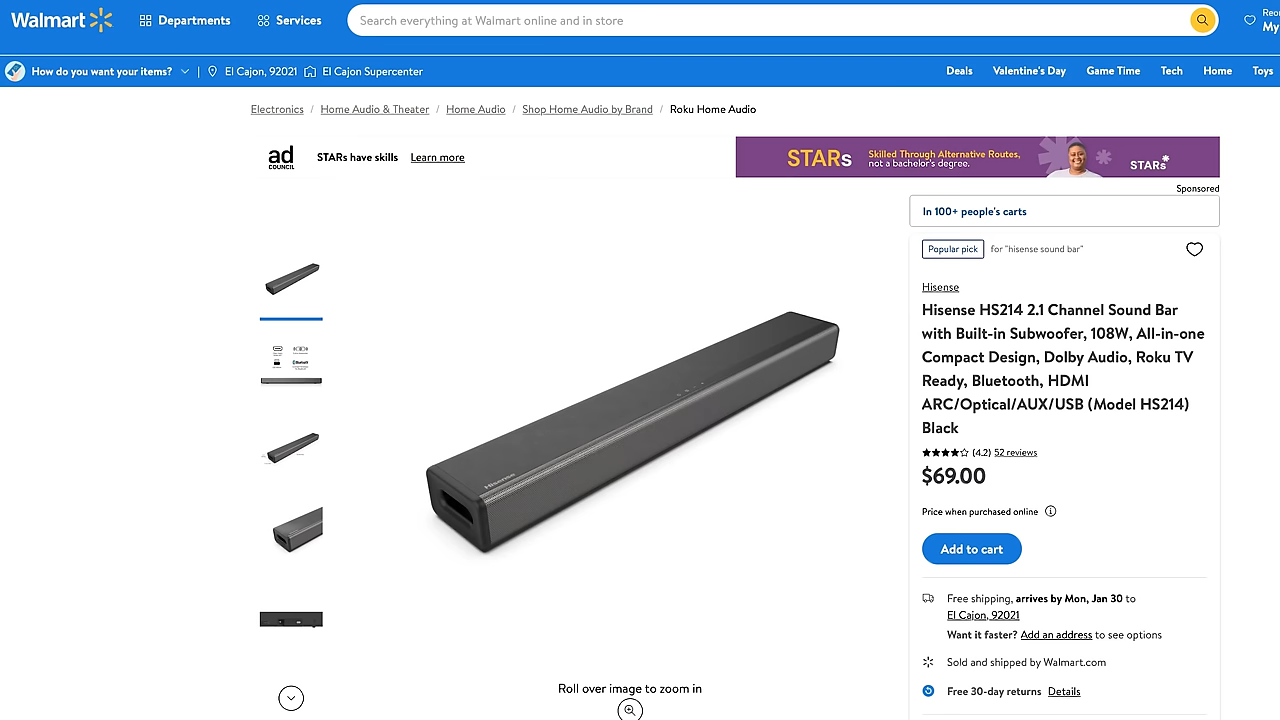 Walmart
Departments
Services
Search everything at Walmart online and in store
My
How do you want your items?
|
El Cajon, 92021
El Cajon Supercenter
Deals
Valentine's Day
Game Time
Tech
Home
Toys
Electronics / Home Audio & Theater / Home Audio / Shop Home Audio by Brand / Roku Home Audio
ad
COUNCIL
STARs have skills
Learn more
STARs
Skilled Through Alternative Routes,
not a bachelor's degree.
STARs
Sponsored
In 100+ people's carts
Popular pick
for "hisense sound bar"
Hisense
Hisense HS214 2.1 Channel Sound Bar
with Built-in Subwoofer, 108W, All-in-one
Compact Design, Dolby Audio, Roku TV
Ready, Bluetooth, HDMI
ARC/Optical/AUX/USB (Model HS214)
Black
(4.2) 52 reviews
$69.00
Price when purchased online
Add to cart
Free shipping, arrives by Mon, Jan 30 to
El Cajon, 92021
Want it faster? Add an address to see options
Sold and shipped by Walmart.com
Free 30-day returns Details
Hisense
Bluetooth
Roll over image to zoom in